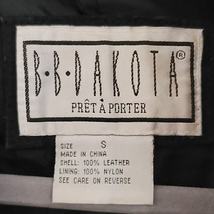 B·B·DAKOTA®
PRÊT À PORTER
SIZE S
MADE IN CHINA
SHELL: 100% LEATHER
LINING: 100% NYLON
SEE CARE ON REVERSE